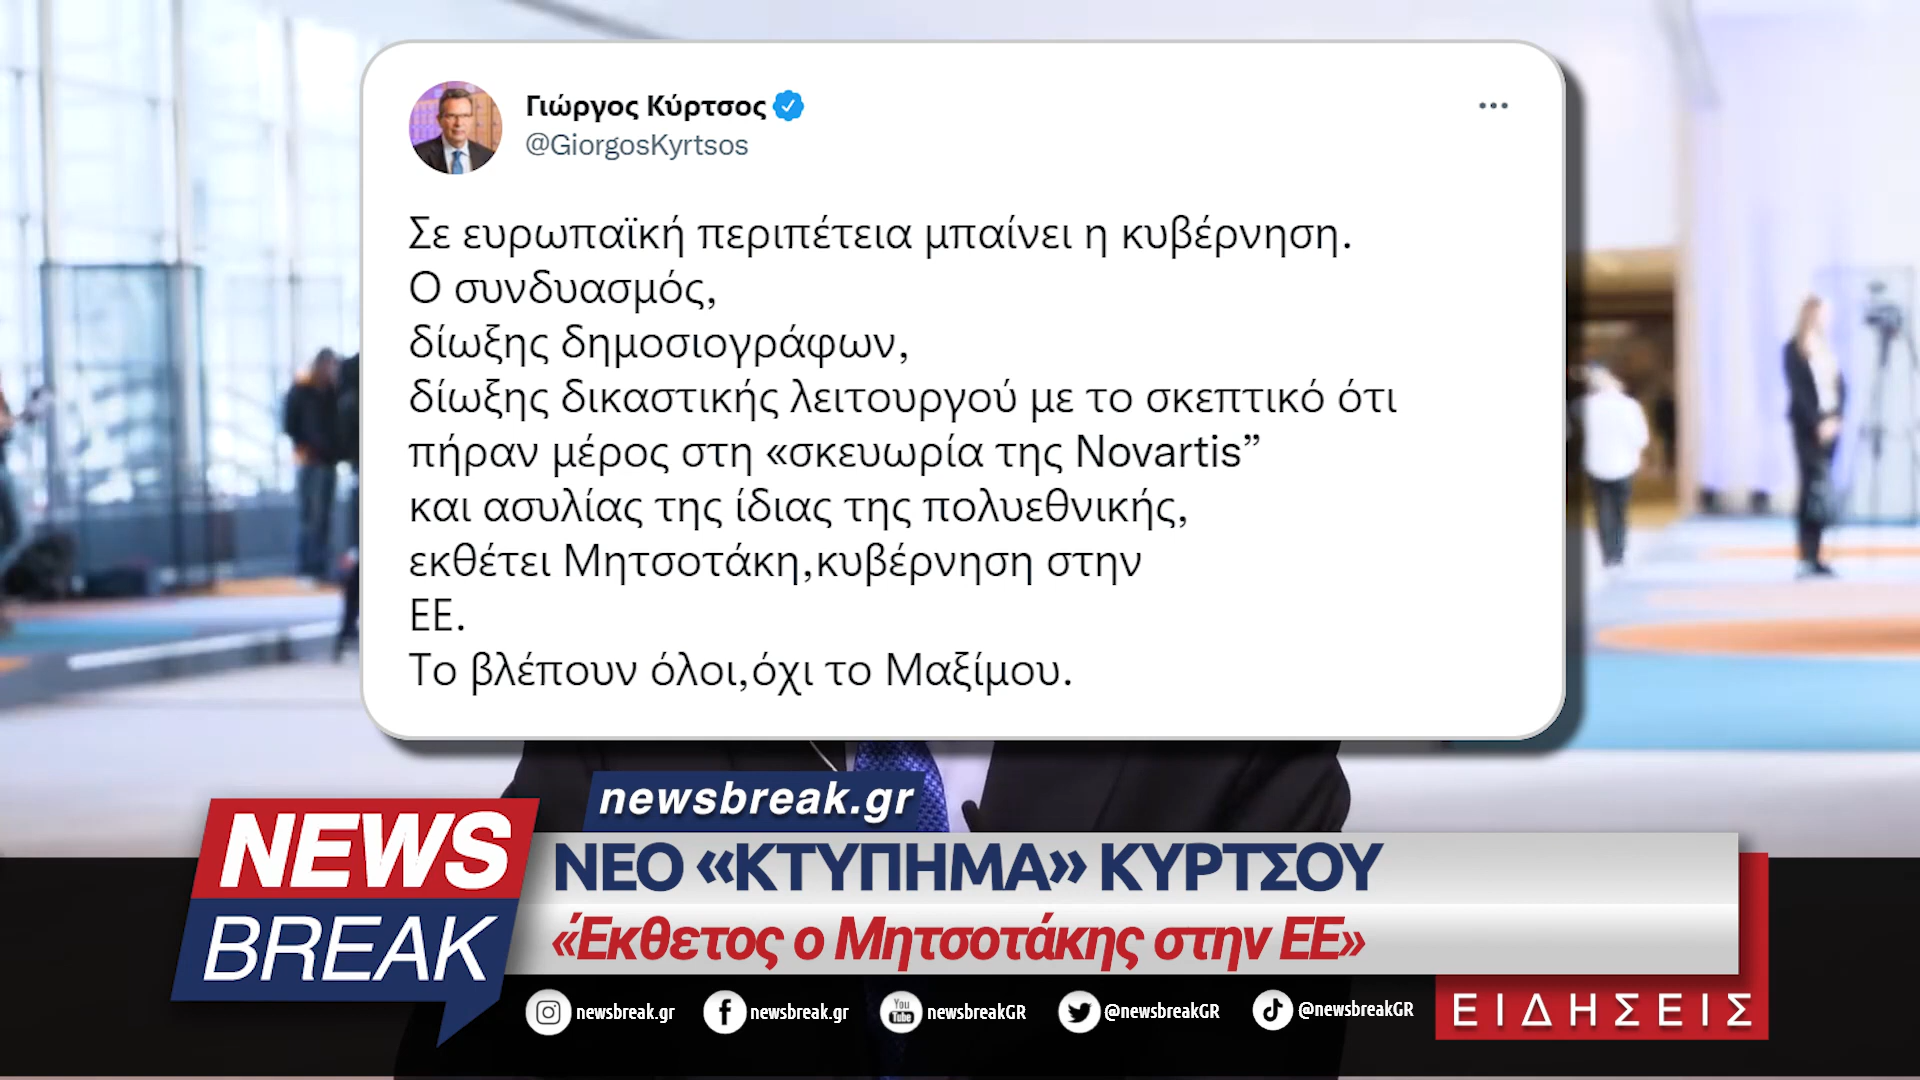 Γιώργος Κύρτσος
@GiorgosKyrtsos
Σε ευρωπαϊκή περιπέτεια μπαίνει η κυβέρνηση.
Ο συνδυασμός,
δίωξης δημοσιογράφων,
δίωξης δικαστικής λειτουργού με το σκεπτικό ότι
πήραν μέρος στη «σκευωρία της Novartis”
και ασυλίας της ίδιας της πολυεθνικής,
εκθέτει Μητσοτάκη,κυβέρνηση στην
ΕΕ.
Το βλέπουν όλοι,όχι το Μαξίμου.
newsbreak.gr
NEWS
BREAK
ΝΕΟ «ΚΤΥΠΗΜΑ» ΚΥΡΤΣΟΥ
«Έκθετος ο Μητσοτάκης στην ΕΕ»
newsbreak.gr
newsbreak.gr
You Tube
newsbreakGR
@newsbreakGR
@newsbreakGR
ΕΙΔΗΣΕΙΣ